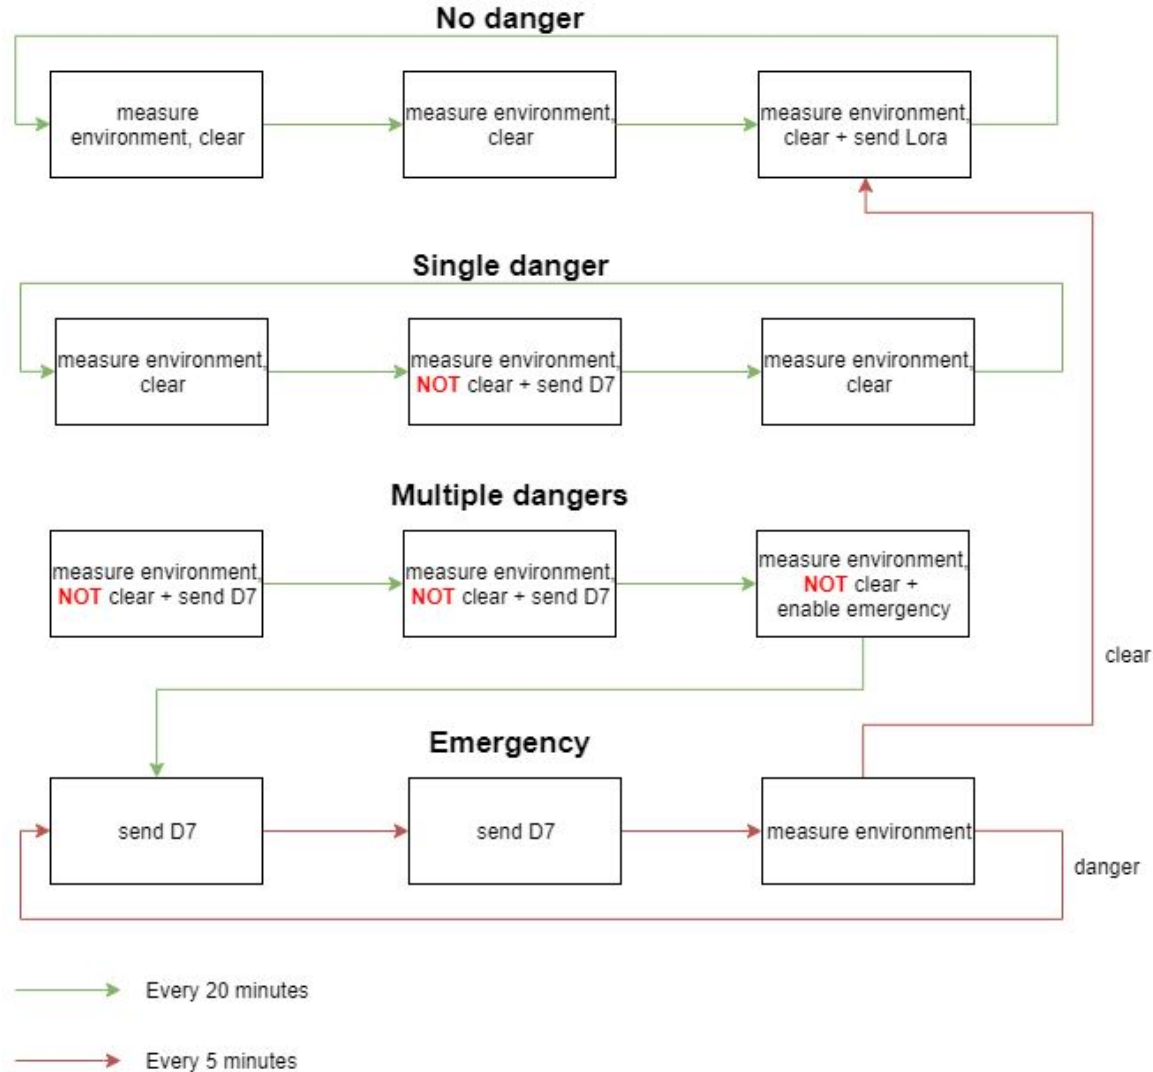 No danger
measure
environment, clear
measure environment,
clear
measure environment,
clear + send Lora
Single danger
measure environment,
clear
measure environment,
NOT clear + send D7
measure environment,
clear
Multiple dangers
measure environment,
NOT clear + send D7
measure environment,
NOT clear + send D7
measure environment,
NOT clear +
enable emergency
clear
Emergency
send D7
send D7
measure environment
danger
Every 20 minutes
Every 5 minutes